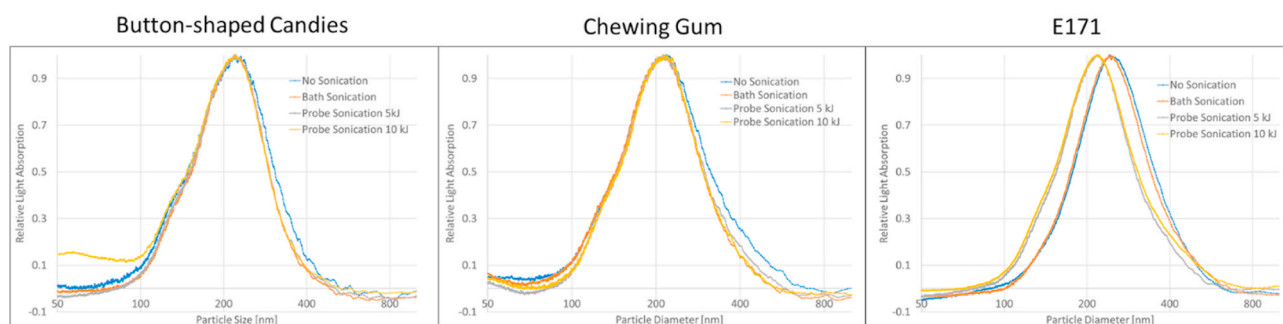 Button-shaped Candies
Relative Light Absorption
0.9
0.7
0.5
0.3
0.1
-0.1
50
100
200
400
800
Particle Size [nm]
No Sonication
Bath Sonication
Probe Sonication 5kJ
Probe Sonication 10 kJ
Chewing Gum
Relative Light Absorption
0.9
0.7
0.5
0.3
0.1
-0.1
50
100
200
400
800
Particle Diameter [nm]
No Sonication
Bath Sonication
Probe Sonication 5 kJ
Probe Sonication 10 kJ
E171
Relative Light Absorption
0.9
0.7
0.5
0.3
0.1
-0.1
50
100
200
400
800
Particle Diameter [nm]
No Sonication
Bath Sonication
Probe Sonication 5 kJ
Probe Sonication 10 kJ